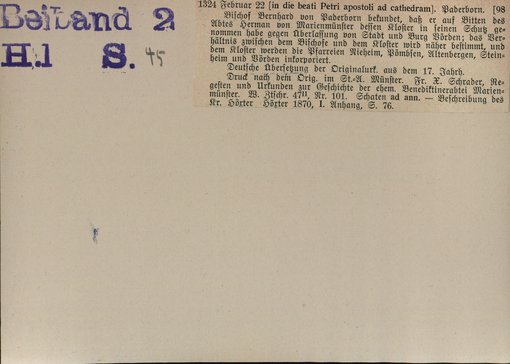 BeiLand 2
H.1 S. 45
1324 Februar 22 [in die beati Petri apostoli ad cathedram]. Paderborn. [98
Bischof Bernhard von Paderborn bekundet, daß er auf Bitten des
Abtes Herman von Marienmünster dessen Kloster in seinen Schutz ge-
nommen habe gegen Überlassung von Stadt und Burg Vörden; das Ver-
hältnis zwischen dem Bischofe und dem Kloster wird näher bestimmt, und
dem Kloster werden die Pfarreien Nieheim, Pömbsen, Altenbergen, Stein-
heim und Vörden inkorporiert.
Deutsche Übersetzung der Originalurk. aus dem 17. Jahrh.
Druck nach dem Orig. im St.-A. Münster. Fr. X. Schrader, Re-
gesten und Urkunden zur Geschichte der ehem. Benediktinerabtei Marien-
münster. W. Ztschr. 47II, Nr. 101. Schaten ad ann. — Beschreibung des
Kr. Höxter Höxter 1870, I. Anhang, S. 76.